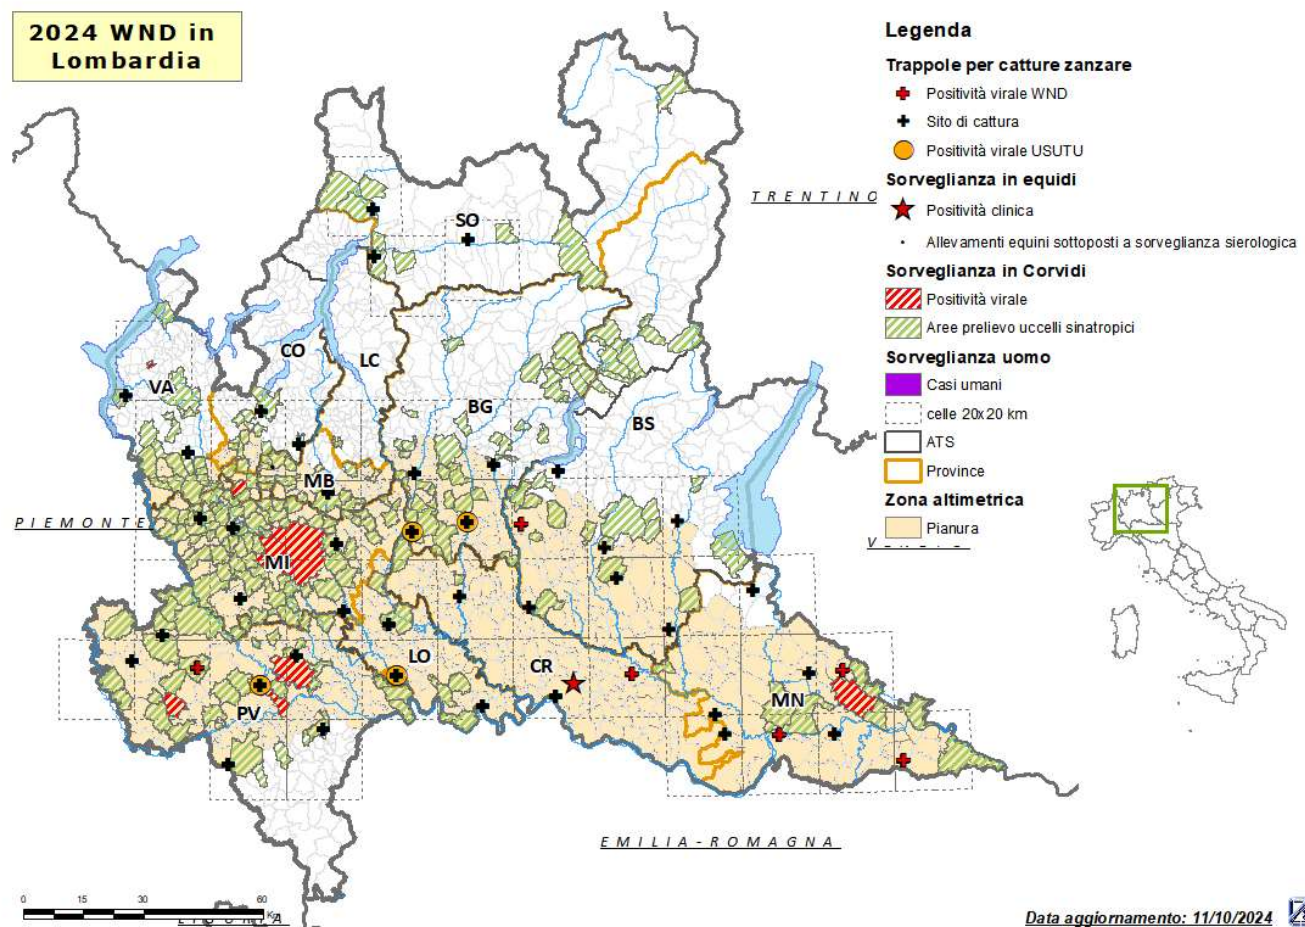 2024 WND in
Lombardia
Legenda
Trappole per catture zanzare
Positività virale WND
Sito di cattura
Positività virale USUTU
Sorveglianza in equidi
Positività clinica
Allevamenti equini sottoposti a sorveglianza sierologica
Sorveglianza in Corvidi
Positività virale
Aree prelievo uccelli sinatropici
Sorveglianza uomo
Casi umani
celle 20x20 km
ATS
Province
Zona altimetrica
Pianura
TRENTINO
SO
CO
LC
VA
BG
BS
MB
PIEMONTE
MI
LO
CR
PV
MN
EMILIA-ROMAGNA
0 15 30 60
Km
Data aggiornamento: 11/10/2024